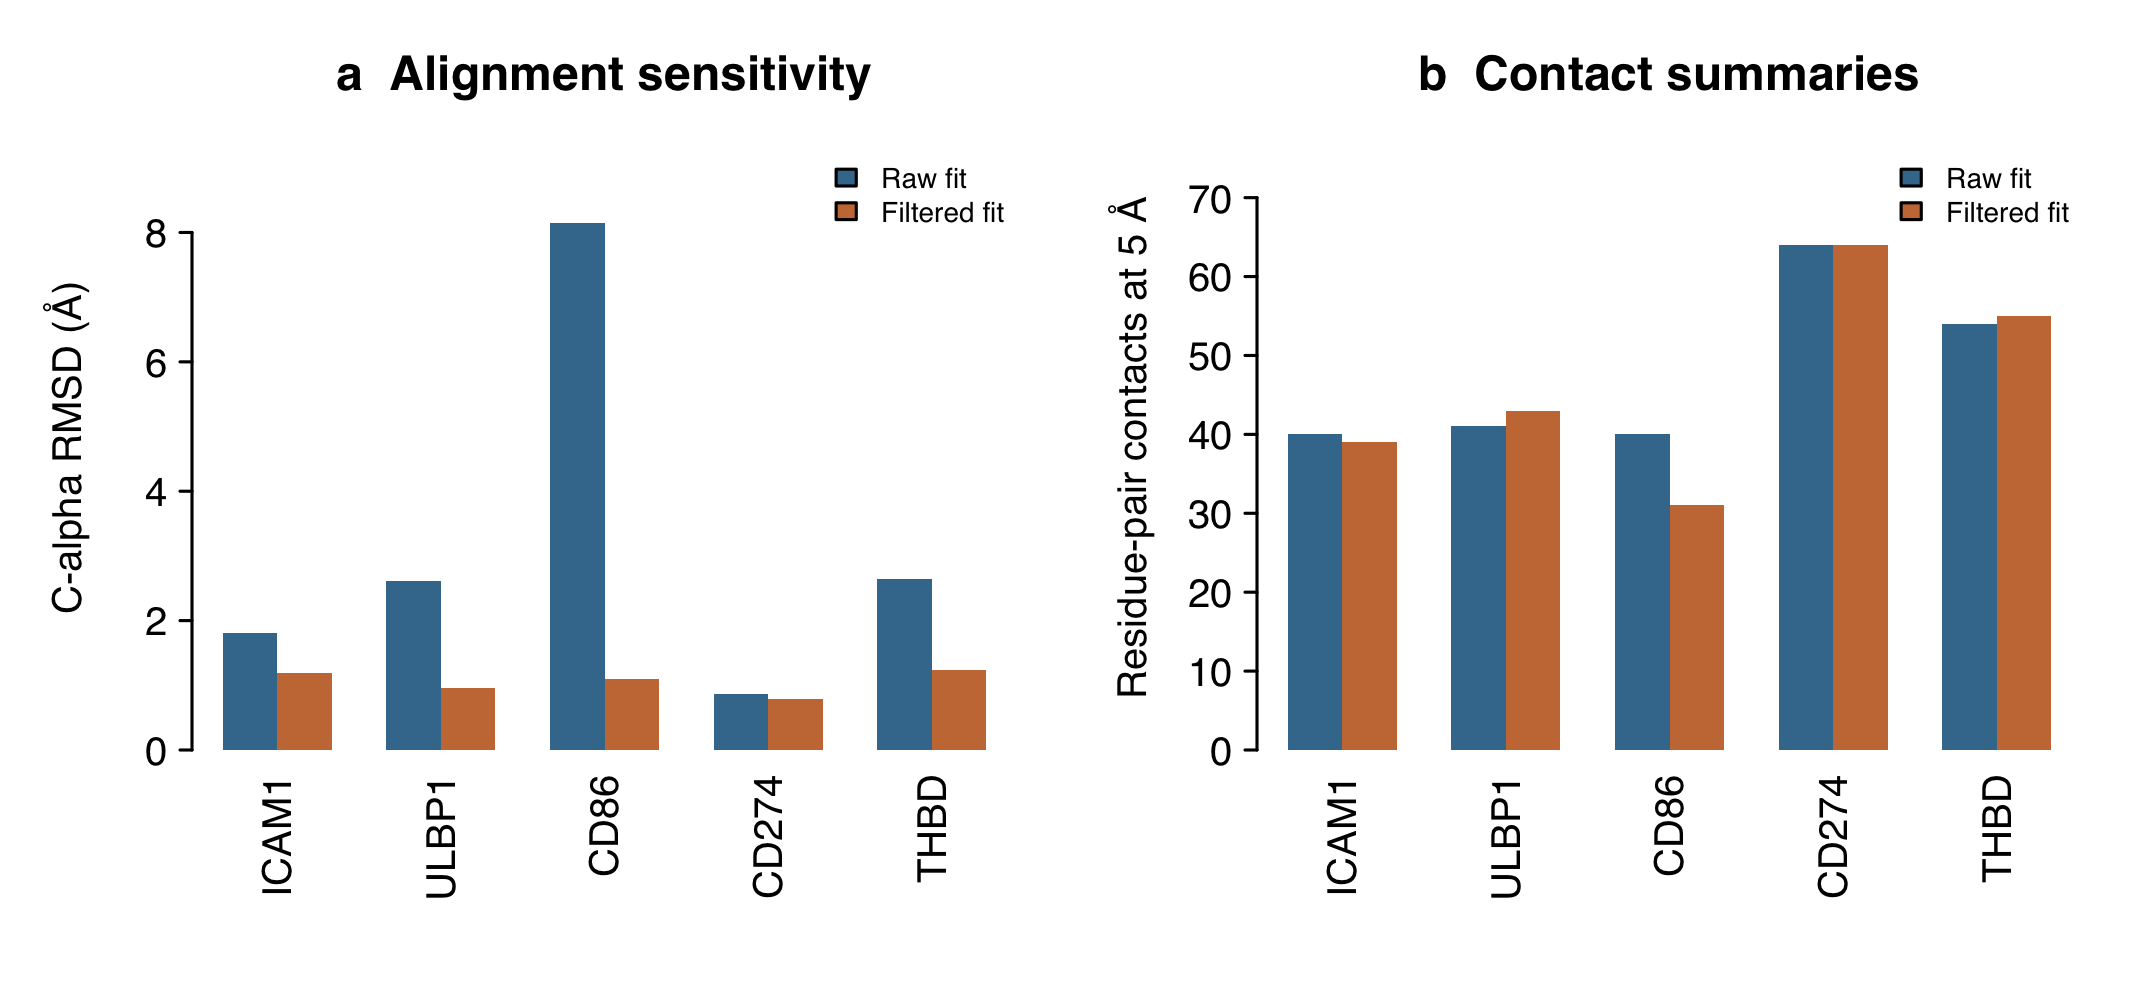 a Alignment sensitivity
Raw fit
Filtered fit
C-alpha RMSD (Å)
8
6
4
2
0
ICAM1
ULBP1
CD86
CD274
THBD
b Contact summaries
Raw fit
Filtered fit
Residue-pair contacts at 5 Å
70
60
50
40
30
20
10
0
ICAM1
ULBP1
CD86
CD274
THBD